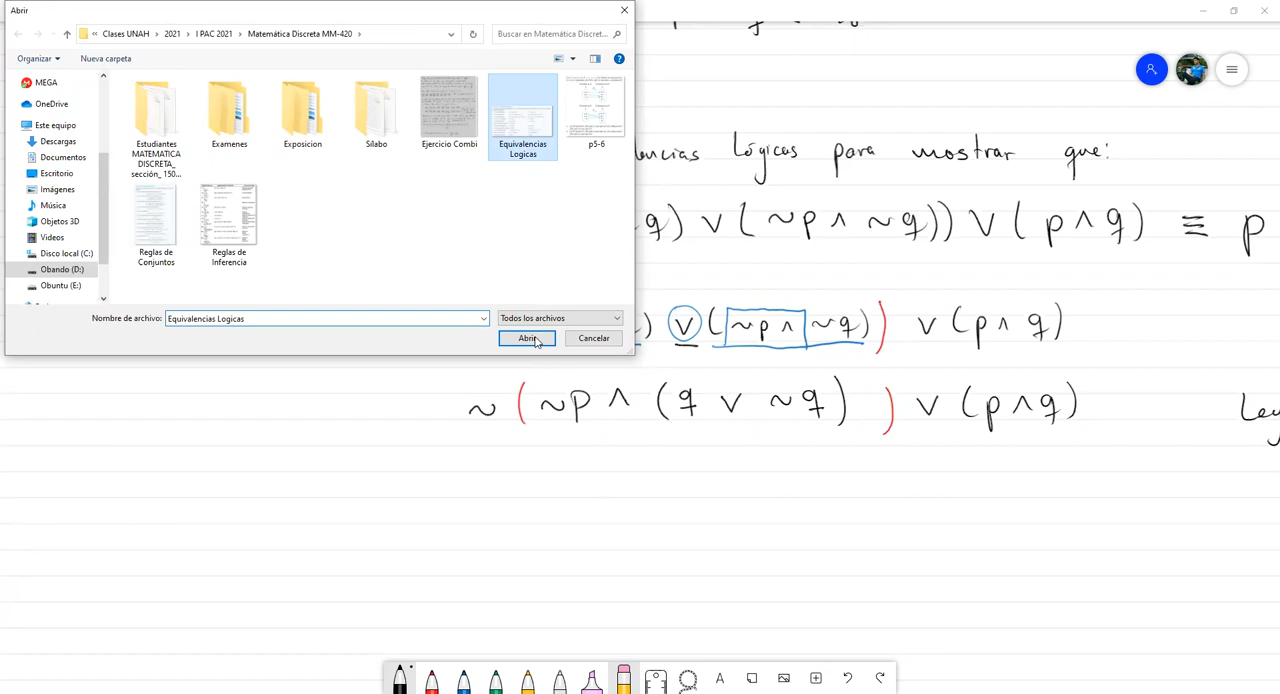 Abrir
« Clases UNAH > 2021 > I PAC 2021 > Matemática Discreta MM-420 >
Buscar en Matemática Discret...
Organizar
Nueva carpeta
MEGA
OneDrive
Este equipo
Descargas
Documentos
Escritorio
Imágenes
Música
Objetos 3D
Videos
Disco local (C:)
Obando (D:)
Obuntu (E:)
Estudiantes
MATEMATICA
DISCRETA_
sección_ 150...
Examenes
Exposicion
Sílabo
Ejercicio Combi
Equivalencias
Logicas
p5-6
Reglas de
Conjuntos
Reglas de
Inferencia
Nombre de archivo:
Equivalencias Logicas
Todos los archivos
Abrir
Cancelar
encias lógicas para mostrar que:
q) ∨ (~p ∧ ~q)) ∨ (p ∧ q) ≡ p
) ∨ (~p ∧ ~q)) ∨ (p ∧ q)
~ (~p ∧ (q ∨ ~q)) ∨ (p ∧ q) Ley
A